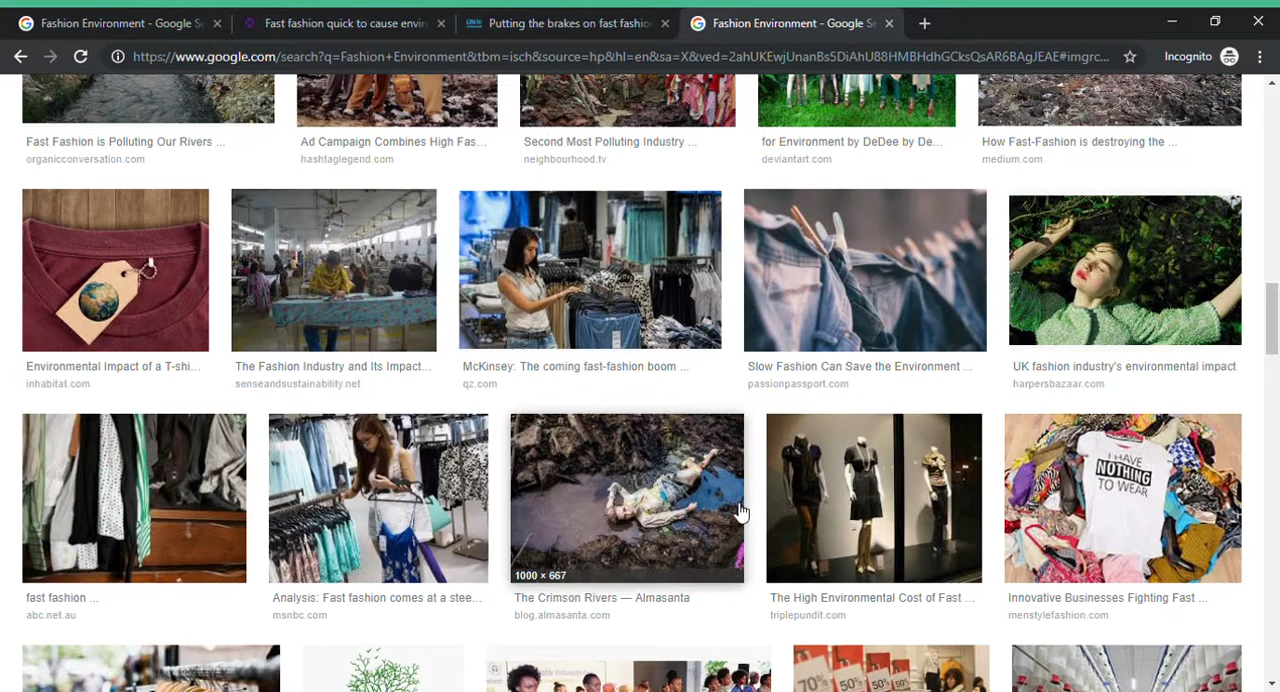 Fashion Environment - Google Se
Fast fashion quick to cause envir
Putting the brakes on fast fashio
Fashion Environment - Google Se
https://www.google.com/search?q=Fashion+Environment&tbm=isch&source=hp&hl=en&sa=X&ved=2ahUKEwjUnanBs5DiAhU88HMBHdhGCksQsAR6BAgJEAE#imgrc...
Incognito
Fast Fashion is Polluting Our Rivers ...
Ad Campaign Combines High Fas...
Second Most Polluting Industry ...
for Environment by DeDee by De...
How Fast-Fashion is destroying the ...
organicconversation.com
hashtaglegend.com
neighbourhood.tv
deviantart.com
medium.com
Environmental Impact of a T-shi...
The Fashion Industry and Its Impact...
McKinsey: The coming fast-fashion boom ...
Slow Fashion Can Save the Environment ...
UK fashion industry's environmental impact
inhabitat.com
senseandsustainability.net
qz.com
passionpassport.com
harpersbazaar.com
I HAVE
NOTHING
TO WEAR
1000 × 667
fast fashion ...
Analysis: Fast fashion comes at a stee...
The Crimson Rivers — Almasanta
The High Environmental Cost of Fast ...
Innovative Businesses Fighting Fast ...
abc.net.au
msnbc.com
blog.almasanta.com
triplepundit.com
menstylefashion.com
70%
50%
50%